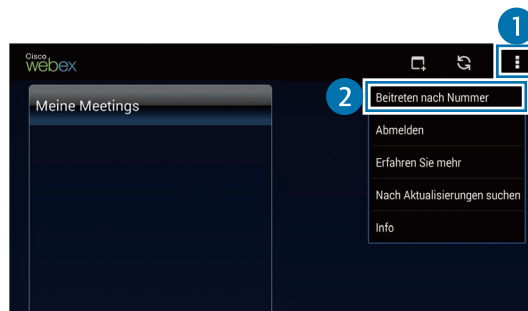 1
Cisco
webex
2
Meine Meetings
Beitreten nach Nummer
Abmelden
Erfahren Sie mehr
Nach Aktualisierungen suchen
Info